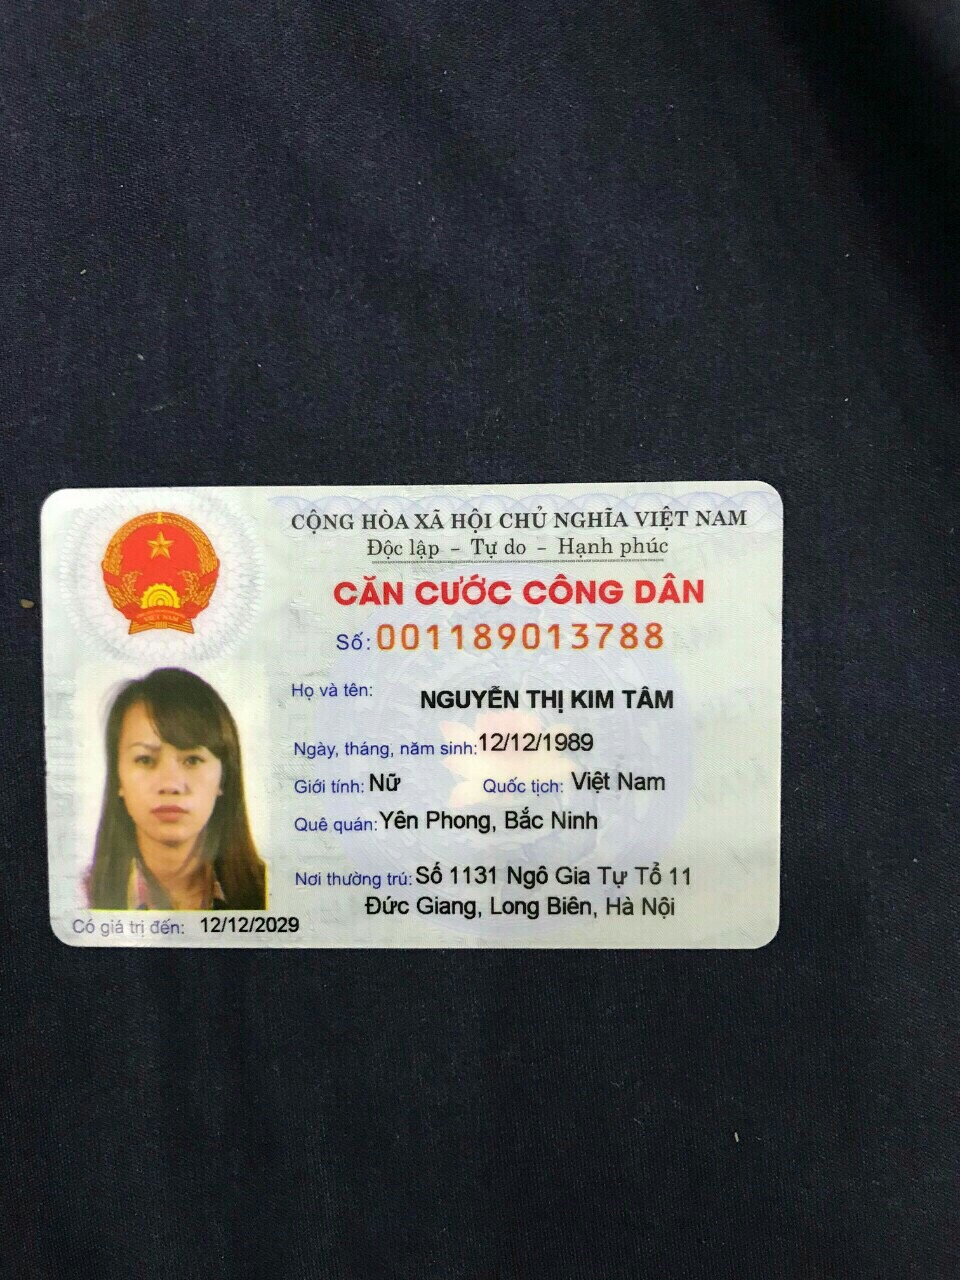 CỘNG HÒA XÃ HỘI CHỦ NGHĨA VIỆT NAM
Độc lập - Tự do - Hạnh phúc
CĂN CƯỚC CÔNG DÂN
Số: 001189013788
Họ và tên: NGUYỄN THỊ KIM TÂM
Ngày, tháng, năm sinh: 12/12/1989
Giới tính: Nữ Quốc tịch: Việt Nam
Quê quán: Yên Phong, Bắc Ninh
Nơi thường trú: Số 1131 Ngô Gia Tự Tổ 11
Đức Giang, Long Biên, Hà Nội
Có giá trị đến: 12/12/2029
VIỆT NAM